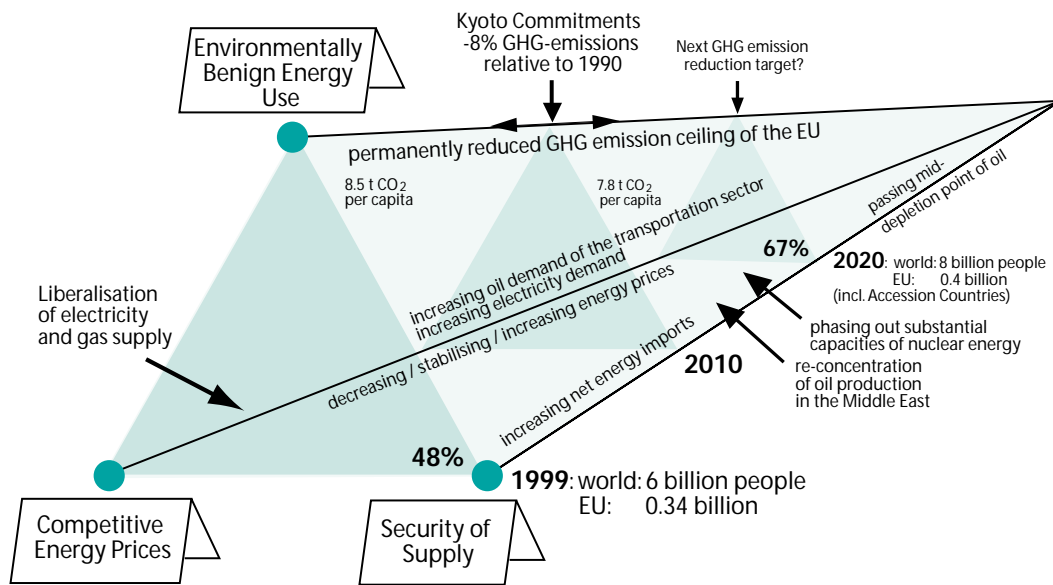 Environmentally
Benign Energy
Use
Kyoto Commitments
-8% GHG-emissions
relative to 1990
Next GHG emission
reduction target?
permanently reduced GHG emission ceiling of the EU
8.5 t CO2
per capita
7.8 t CO2
per capita
increasing oil demand of the transportation sector
increasing electricity demand
decreasing / stabilising / increasing energy prices
increasing net energy imports
passing mid-
depletion point of oil
Liberalisation
of electricity
and gas supply
67%
2020: world: 8 billion people
EU: 0.4 billion
(incl. Accession Countries)
phasing out substantial
capacities of nuclear energy
2010
re-concentration
of oil production
in the Middle East
48%
1999: world: 6 billion people
EU: 0.34 billion
Competitive
Energy Prices
Security of
Supply